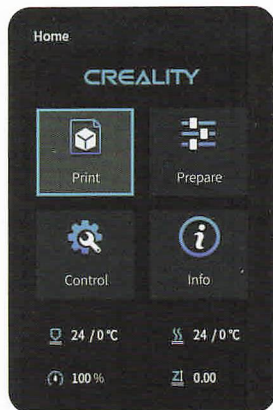 Home
CREALITY
Print
Prepare
Control
Info
24 / 0 ℃
24 / 0 ℃
100 %
Z 0.00